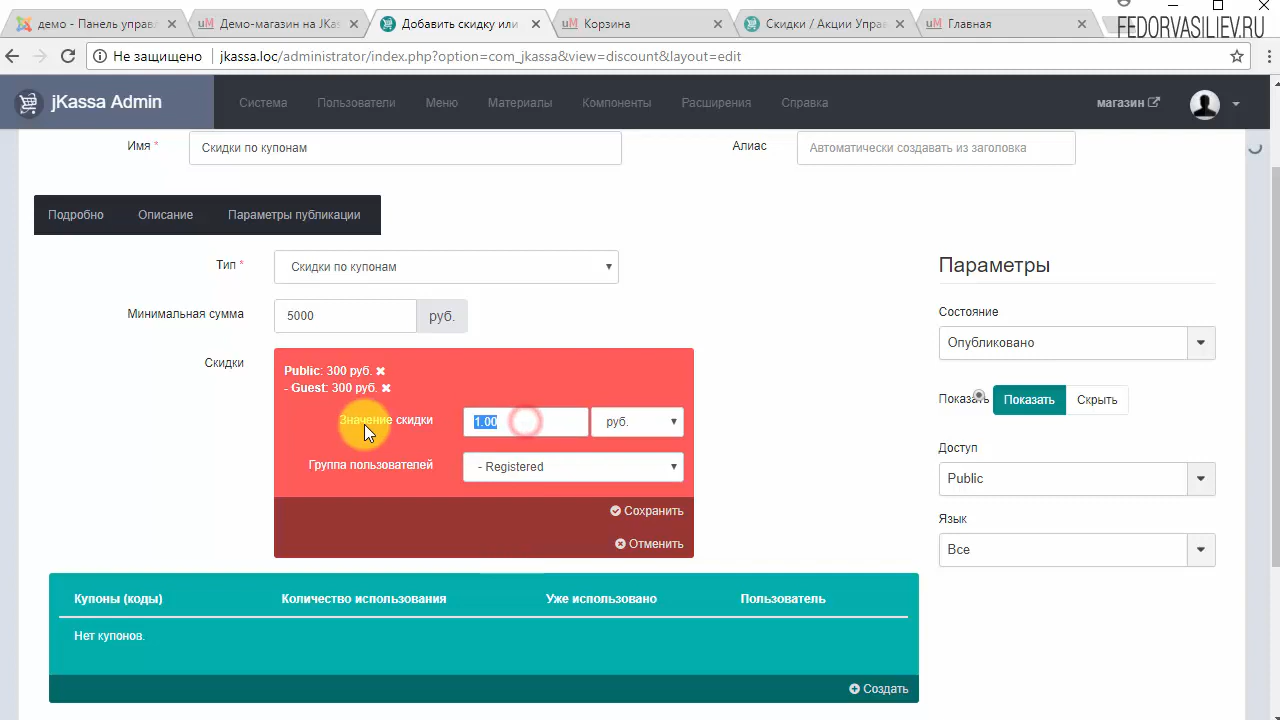 демо - Панель управ
Демо-магазин на JKas
Добавить скидку или
Корзина
Скидки / Акции Упра
Главная
FEDORVASILIEV.RU
Не защищено
jkassa.loc/administrator/index.php?option=com_jkassa&view=discount&layout=edit
jKassa Admin
Система
Пользователи
Меню
Материалы
Компоненты
Расширения
Справка
магазин
Имя *
Скидки по купонам
Алиас
Автоматически создавать из заголовка
Подробно
Описание
Параметры публикации
Тип *
Скидки по купонам
Минимальная сумма
5000
руб.
Скидки
Public: 300 руб.
- Guest: 300 руб.
Значение скидки
1.00
руб.
Группа пользователей
- Registered
Сохранить
Отменить
Купоны (коды)
Количество использования
Уже использовано
Пользователь
Нет купонов.
Создать
Параметры
Состояние
Опубликовано
Показать
Показать
Скрыть
Доступ
Public
Язык
Все